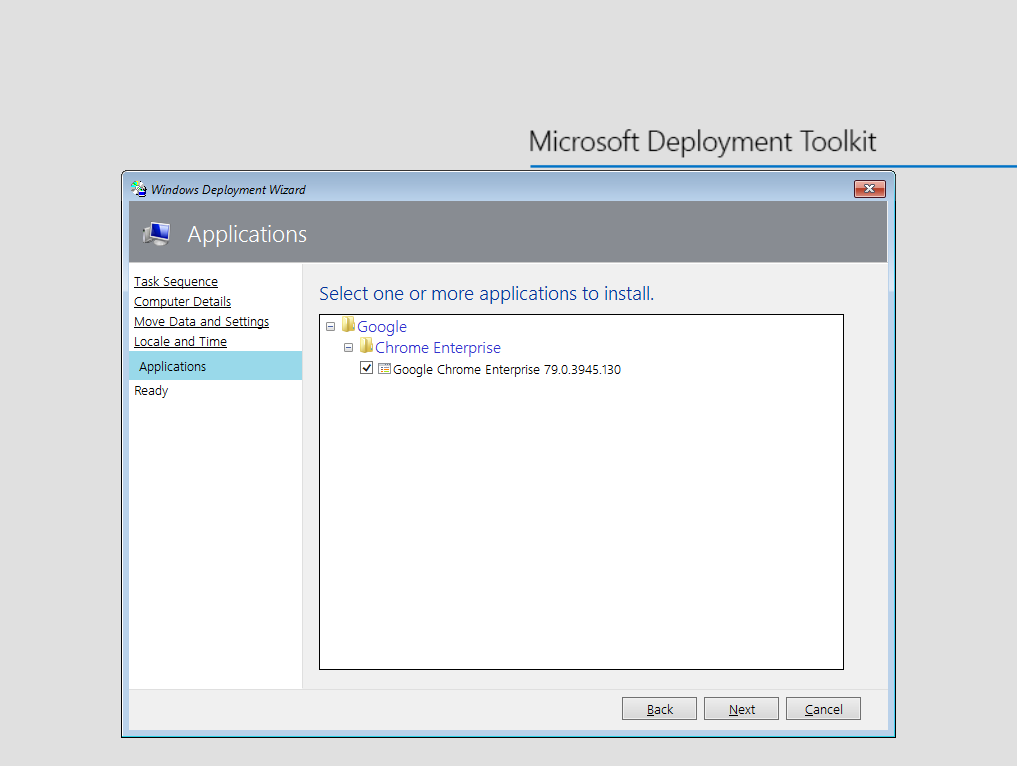 Microsoft Deployment Toolkit
Windows Deployment Wizard
Applications
Task Sequence
Computer Details
Move Data and Settings
Locale and Time
Applications
Ready
Select one or more applications to install.
Google
Chrome Enterprise
Google Chrome Enterprise 79.0.3945.130
Back Next Cancel